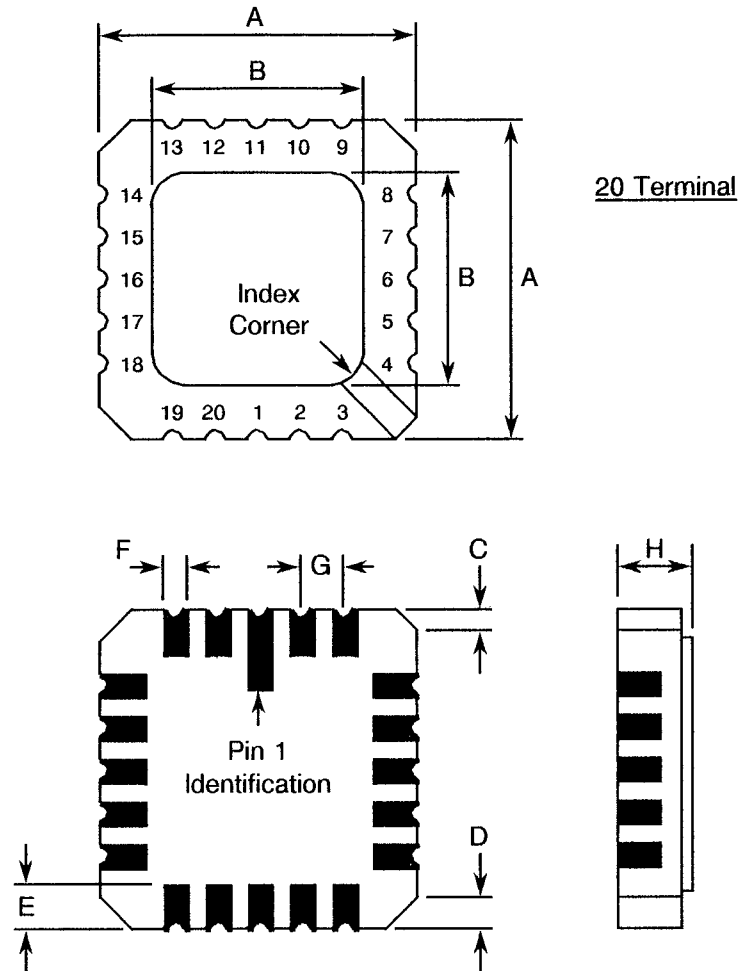 A
B
13 12 11 10 9
20 Terminal
14 8
15 7
B A
16 6
Index
Corner
17 5
18 4
19 20 1 2 3
F G C H
Pin 1
Identification
D
E